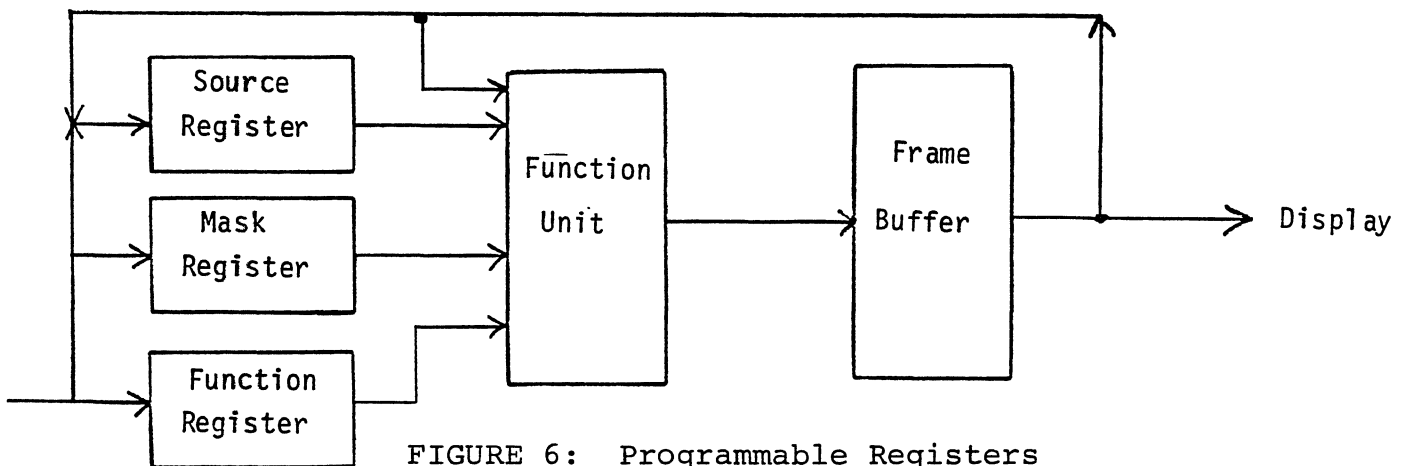 Source
Register
Mask
Register
Function
Register
Function
Unit
Frame
Buffer
Display
FIGURE 6: Programmable Registers